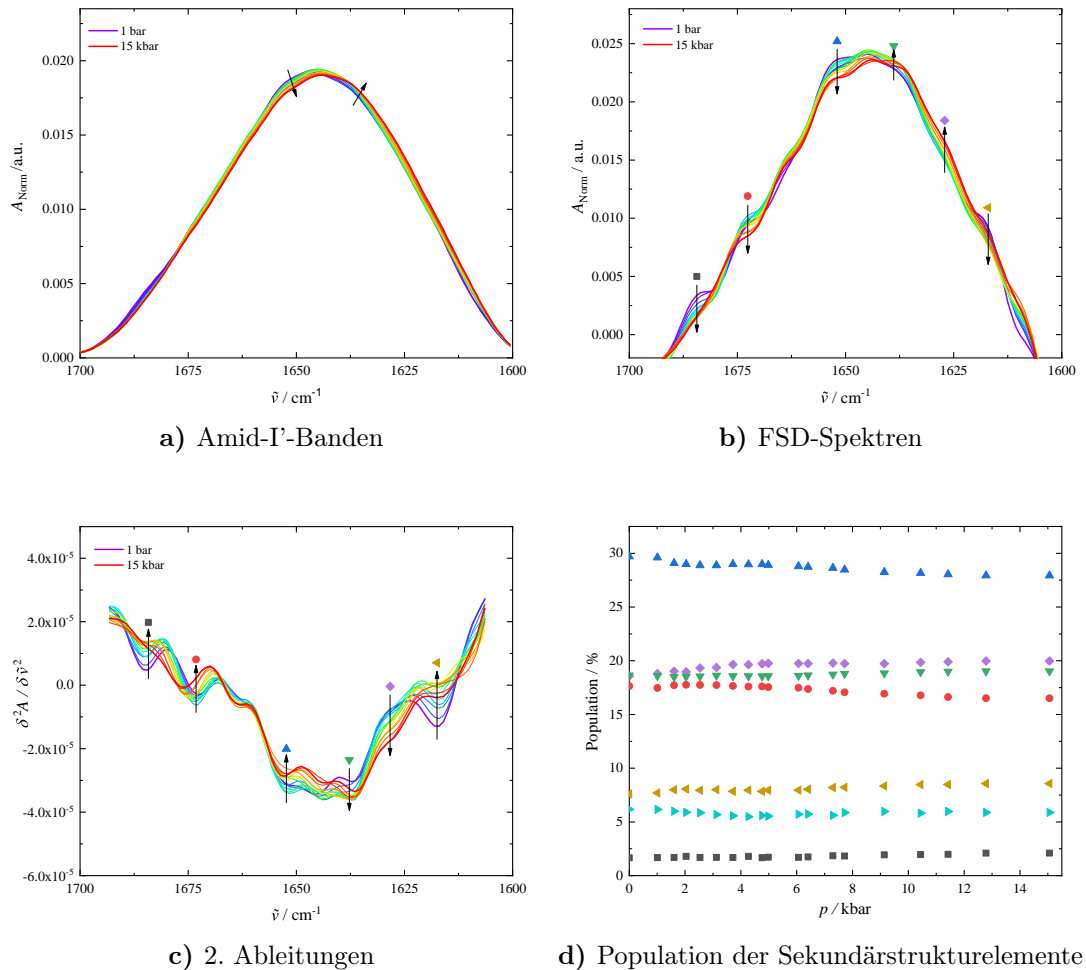 1 bar
15 kbar
0.020
0.015
0.010
0.005
0.000
A_Norm /a.u.
1700
1675
1650
1625
1600
ṽ / cm⁻¹
a) Amid-I'-Banden
1 bar
15 kbar
0.025
0.020
0.015
0.010
0.005
0.000
A_Norm / a.u.
1700
1675
1650
1625
1600
ṽ / cm⁻¹
b) FSD-Spektren
1 bar
15 kbar
4.0x10⁻⁵
2.0x10⁻⁵
0.0
-2.0x10⁻⁵
-4.0x10⁻⁵
-6.0x10⁻⁵
δ²A / δṽ²
1700
1675
1650
1625
1600
ṽ / cm⁻¹
c) 2. Ableitungen
30
25
20
15
10
5
0
Population / %
0
2
4
6
8
10
12
14
p / kbar
d) Population der Sekundärstrukturelemente